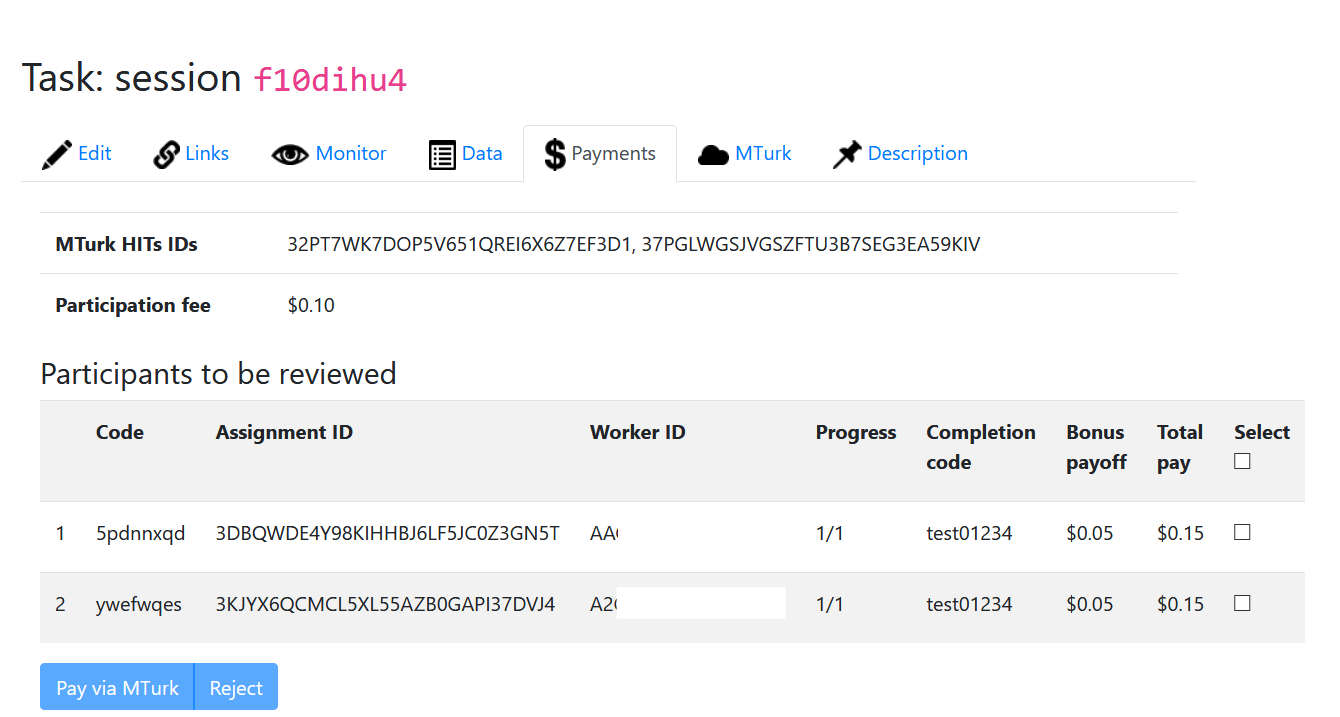 Task: session f10dihu4
Edit Links Monitor Data Payments MTurk Description
MTurk HITs IDs 32PT7WK7DOP5V651QREI6X6Z7EF3D1, 37PGLWGSJVGSZFTU3B7SEG3EA59KIV
Participation fee $0.10
Participants to be reviewed
Code Assignment ID Worker ID Progress Completion code Bonus payoff Total pay Select
1 5pdnnxqd 3DBQWDE4Y98KIHHBJ6LF5JC0Z3GN5T AA 1/1 test01234 $0.05 $0.15
2 ywefwqes 3KJYX6QCMCL5XL55AZB0GAPI37DVJ4 A2 1/1 test01234 $0.05 $0.15
Pay via MTurk Reject